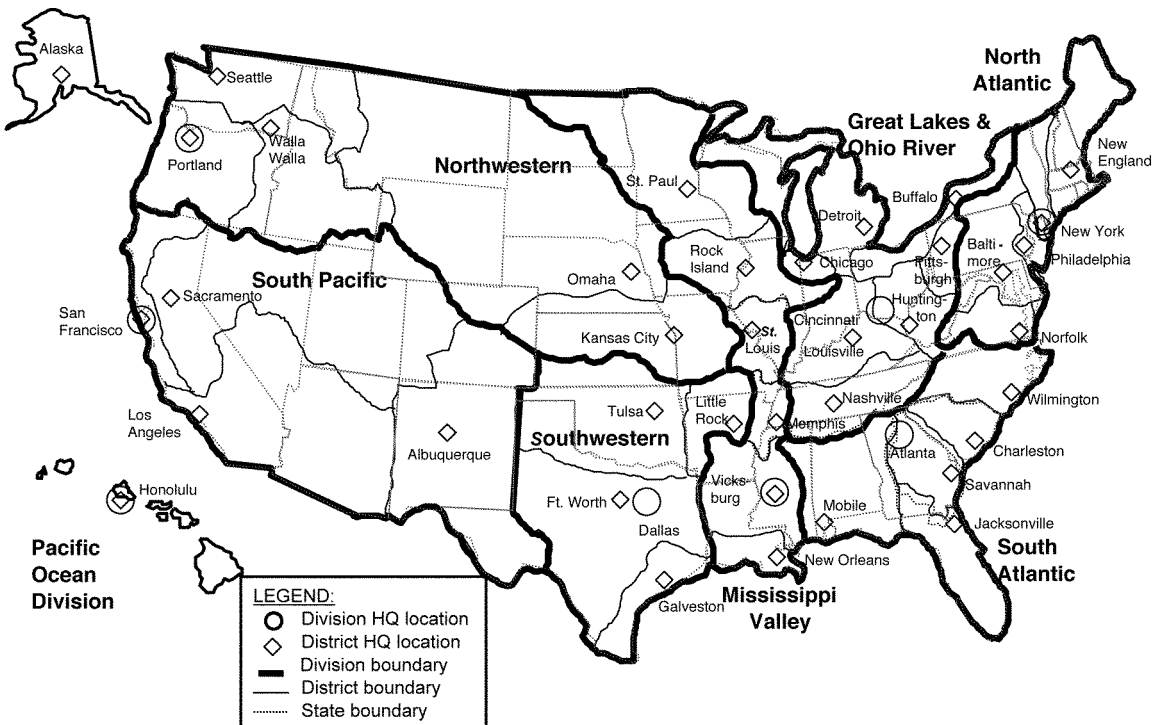 Alaska
Seattle
Portland
Walla
Walla
Northwestern
North
Atlantic
Great Lakes &
Ohio River
New
England
St. Paul
Buffalo
Detroit
New York
Rock
Island
Chicago
Pitts-
burgh
Balti -
more
Philadelphia
Omaha
South Pacific
Sacramento
San
Francisco
Hunting-
ton
Cincinnati
Kansas City
St.
Louis
Louisville
Norfolk
Los
Angeles
Albuquerque
Tulsa
Little
Rock
Nashville
Memphis
Wilmington
Southwestern
Atlanta
Charleston
Honolulu
Ft. Worth
Dallas
Vicks-
burg
Savannah
Mobile
Jacksonville
Pacific
Ocean
Division
New Orleans
South
Atlantic
Galveston
Mississippi
Valley
LEGEND:
Division HQ location
District HQ location
Division boundary
District boundary
State boundary